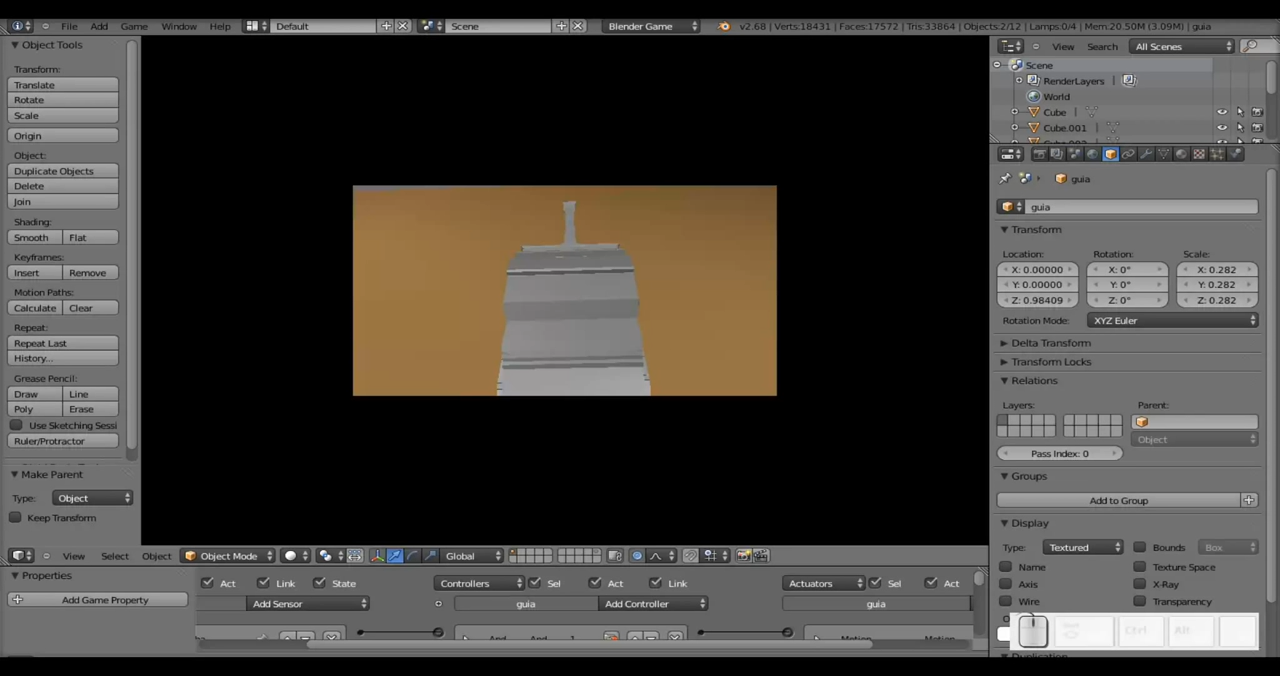 File Add Game Window Help Default Scene Blender Game v2.68 | Verts:18431 | Faces:17572 | Tris:33864 | Objects:2/12 | Lamps:0/4 | Mem:20.50M (3.09M) | guia
Object Tools
Transform:
Translate
Rotate
Scale
Origin
Object:
Duplicate Objects
Delete
Join
Shading:
Smooth Flat
Keyframes:
Insert Remove
Motion Paths:
Calculate Clear
Repeat:
Repeat Last
History...
Grease Pencil:
Draw Line
Poly Erase
Use Sketching Sessi
Ruler/Protractor
Make Parent
Type: Object
Keep Transform
View Search All Scenes
Scene
RenderLayers |
World
Cube |
Cube.001 |
guia
guia
Transform
Location: Rotation: Scale:
X: 0.00000 X: 0° X: 0.282
Y: 0.00000 Y: 0° Y: 0.282
Z: 0.98409 Z: 0° Z: 0.282
Rotation Mode: XYZ Euler
Delta Transform
Transform Locks
Relations
Layers: Parent:
Object
Pass Index: 0
Groups
Add to Group
Display
Type: Textured Bounds Box
Name Texture Space
Axis X-Ray
Wire Transparency
Ctrl Alt
View Select Object Object Mode Global
Properties
Add Game Property
Act Link State Controllers Sel Act Link Actuators Sel Act
Add Sensor guia Add Controller guia
And And 1 Motion Motion